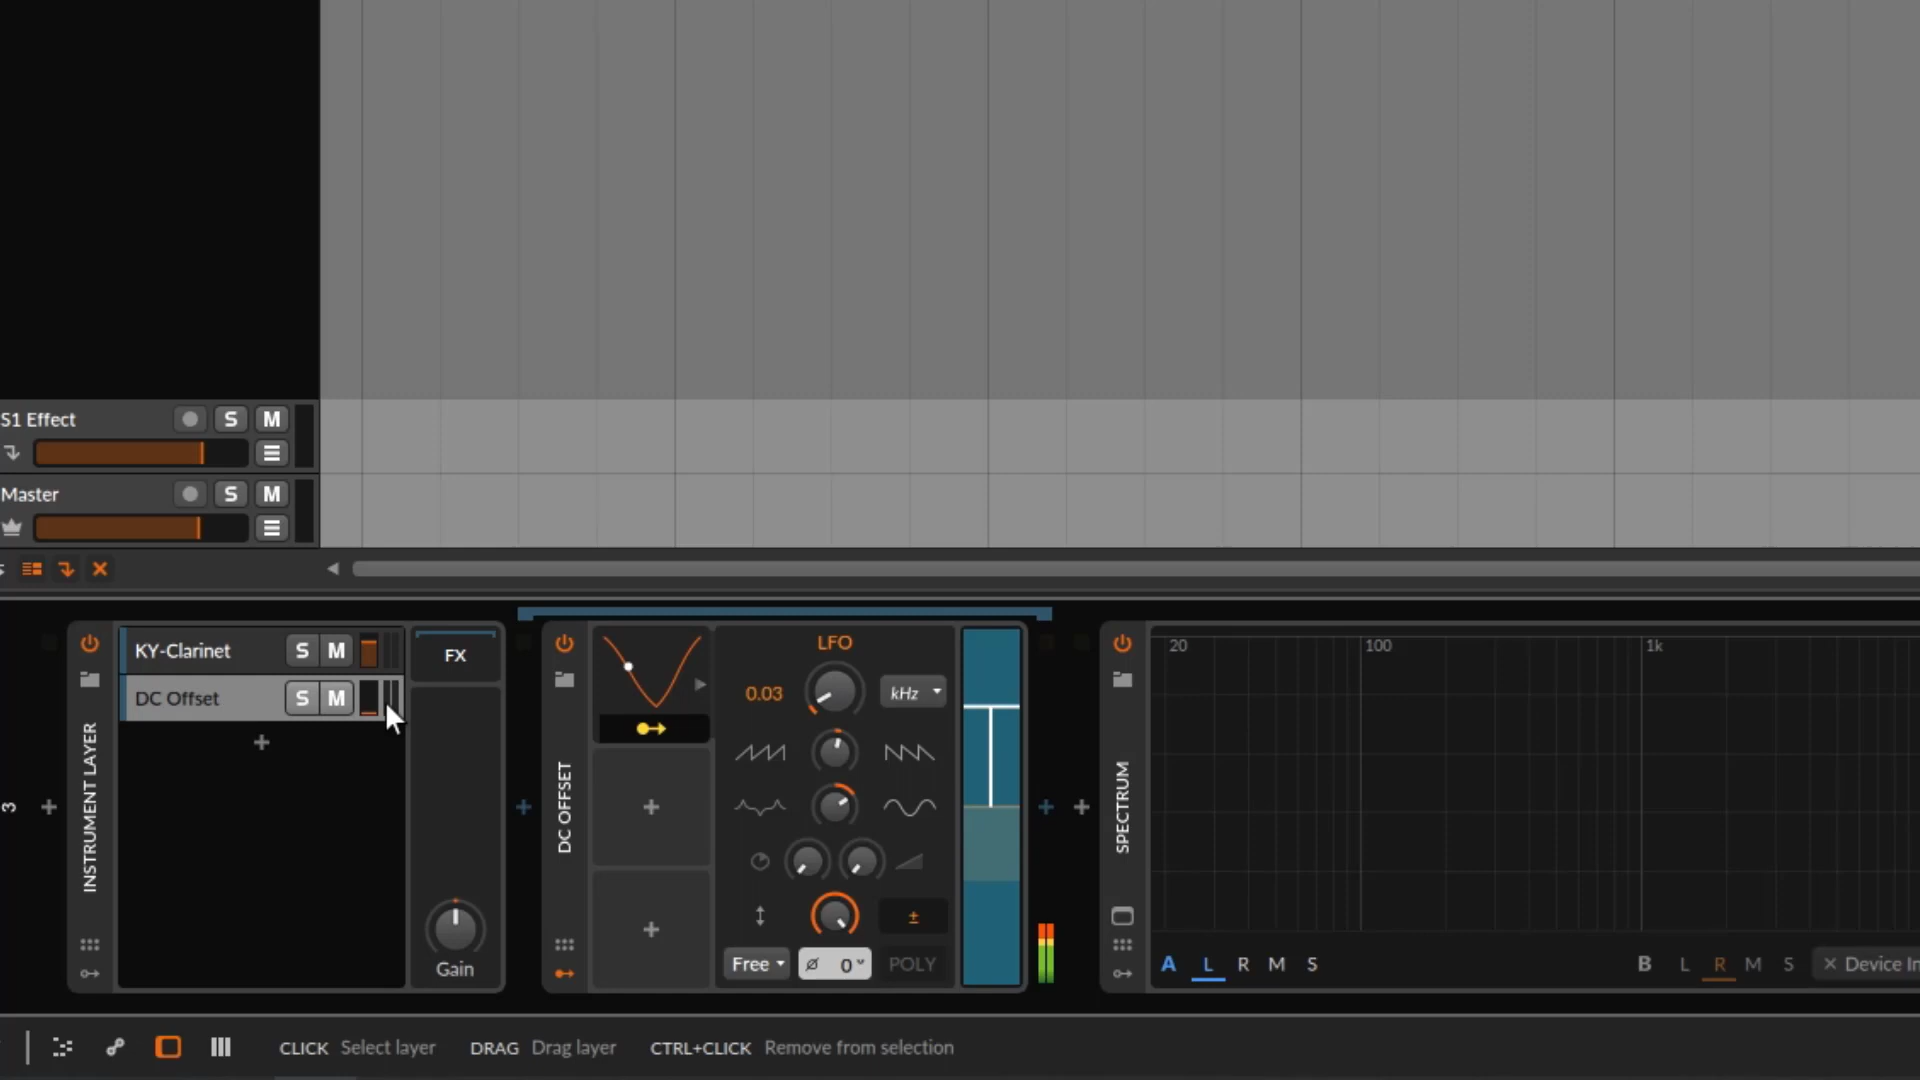 S1 Effect S M
Master S M
3
INSTRUMENT LAYER
KY-Clarinet S M
DC Offset S M
FX
Gain
DC OFFSET
LFO
0.03 kHz
±
Free 0° POLY
SPECTRUM
20 100 1k
A L R M S
B L R M S × Device In
CLICK Select layer DRAG Drag layer CTRL+CLICK Remove from selection